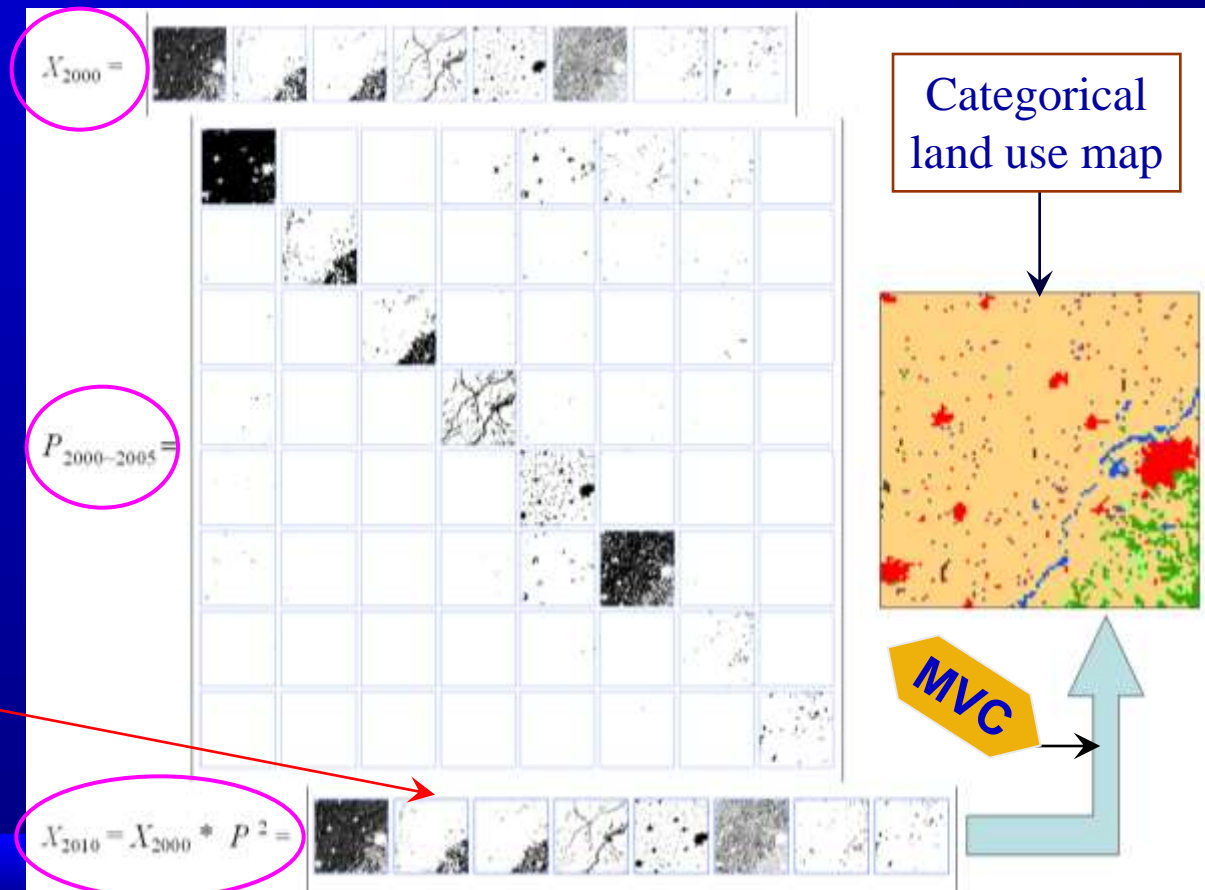 X₂₀₀₀ =
Categorical
land use map
P₂₀₀₀₋₂₀₀₅ =
MVC
X₂₀₁₀ = X₂₀₀₀ * P ² =